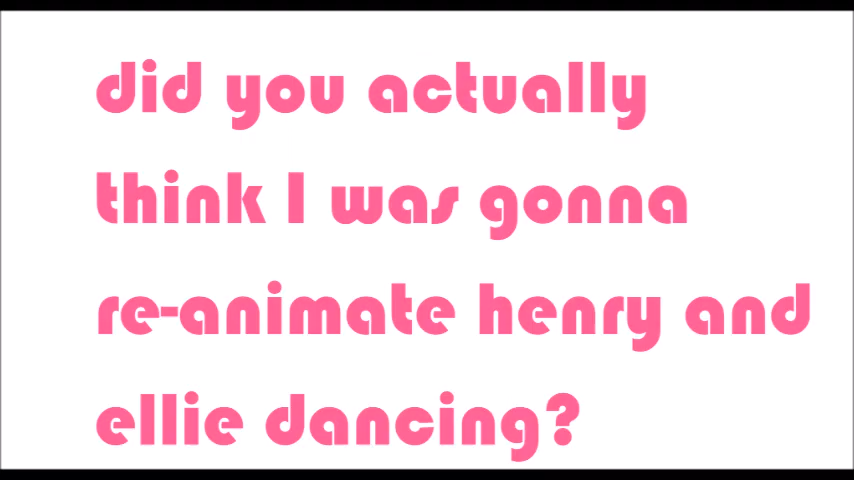 did you actually
think I was gonna
re-animate henry and
ellie dancing?